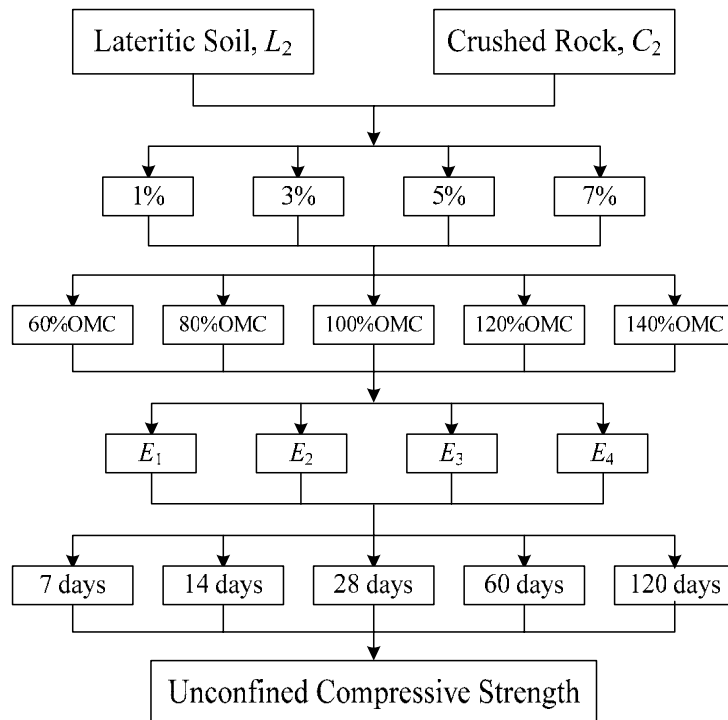 Lateritic Soil, L₂
Crushed Rock, C₂
1%
3%
5%
7%
60%OMC
80%OMC
100%OMC
120%OMC
140%OMC
E₁
E₂
E₃
E₄
7 days
14 days
28 days
60 days
120 days
Unconfined Compressive Strength